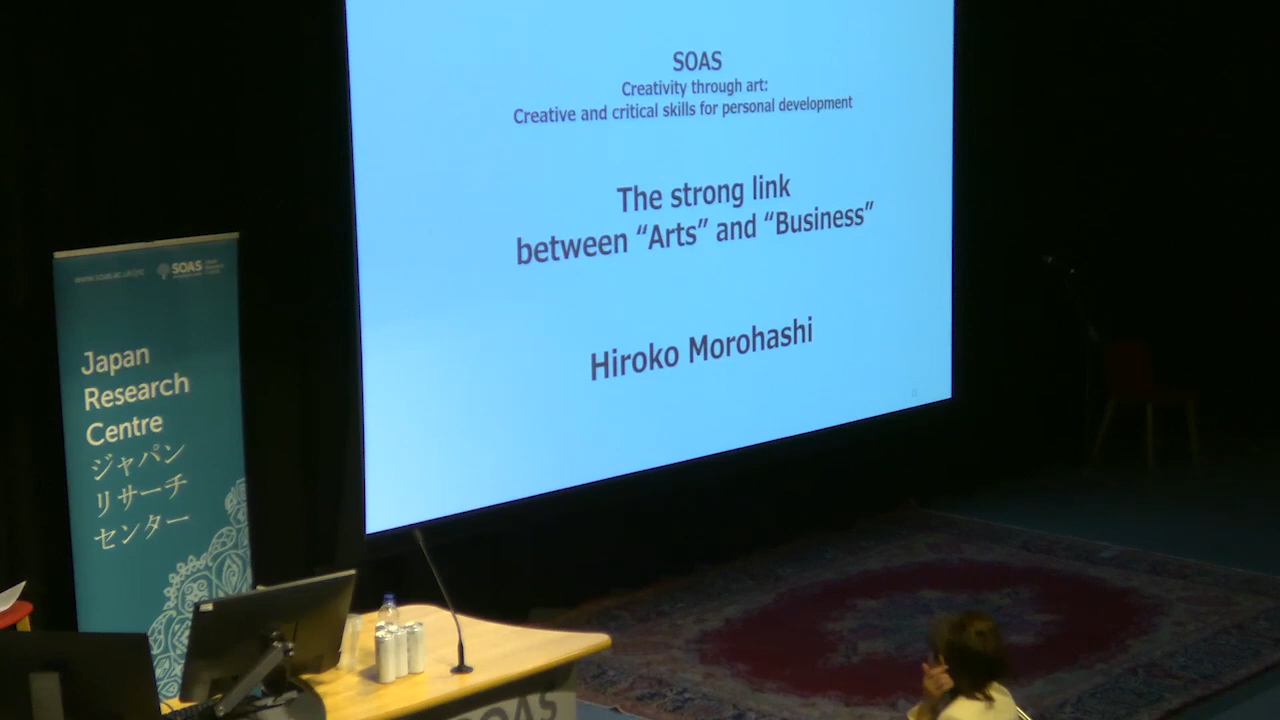 SOAS
Creativity through art:
Creative and critical skills for personal development
The strong link
between “Arts” and “Business”
Hiroko Morohashi
SOAS
Japan
Research
Centre
ジャパン
リサーチ
センター
SOAS